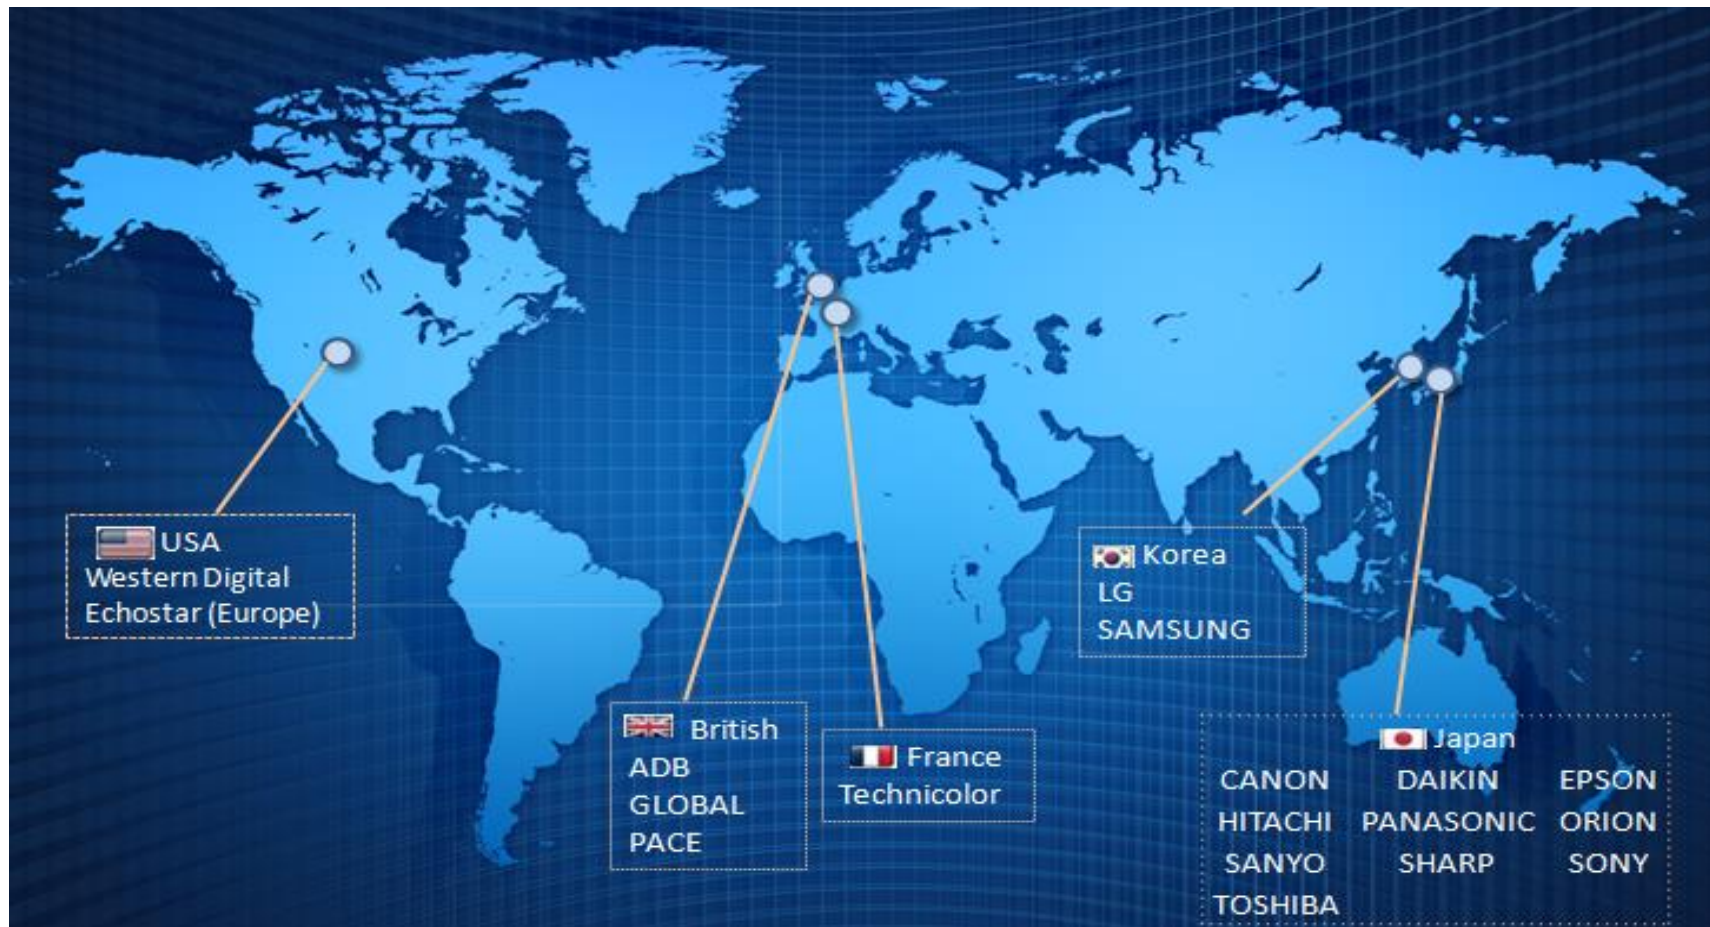 USA
Western Digital
Echostar (Europe)
British
ADB
GLOBAL
PACE
France
Technicolor
Korea
LG
SAMSUNG
Japan
CANON DAIKIN EPSON
HITACHI PANASONIC ORION
SANYO SHARP SONY
TOSHIBA